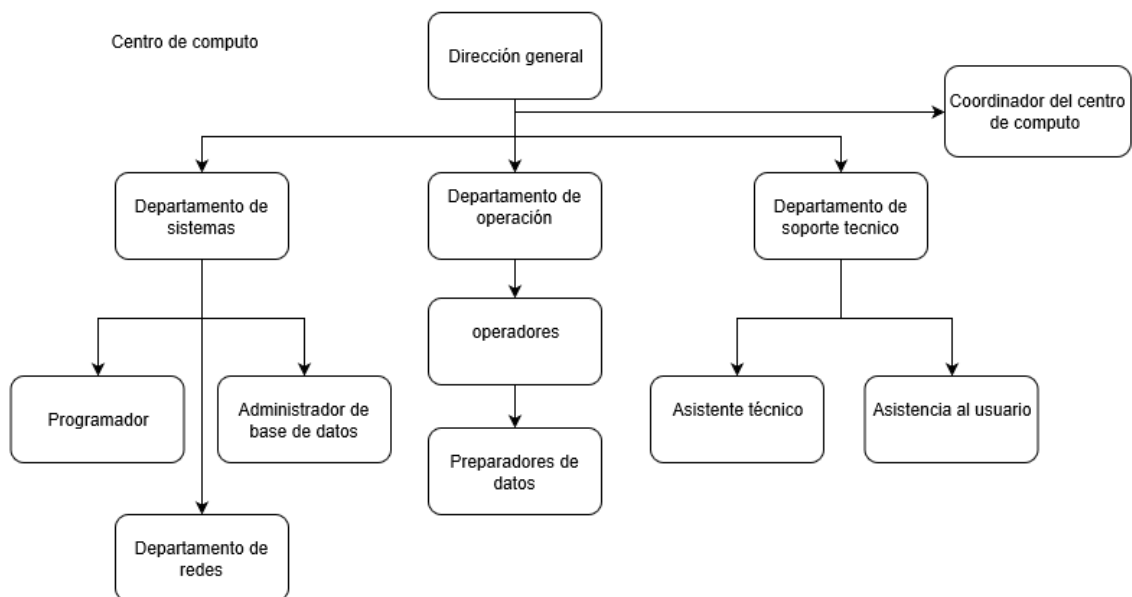 Centro de computo
Dirección general
Coordinador del centro
de computo
Departamento de
sistemas
Departamento de
operación
Departamento de
soporte tecnico
operadores
Programador
Administrador de
base de datos
Asistente técnico
Asistencia al usuario
Preparadores de
datos
Departamento de
redes